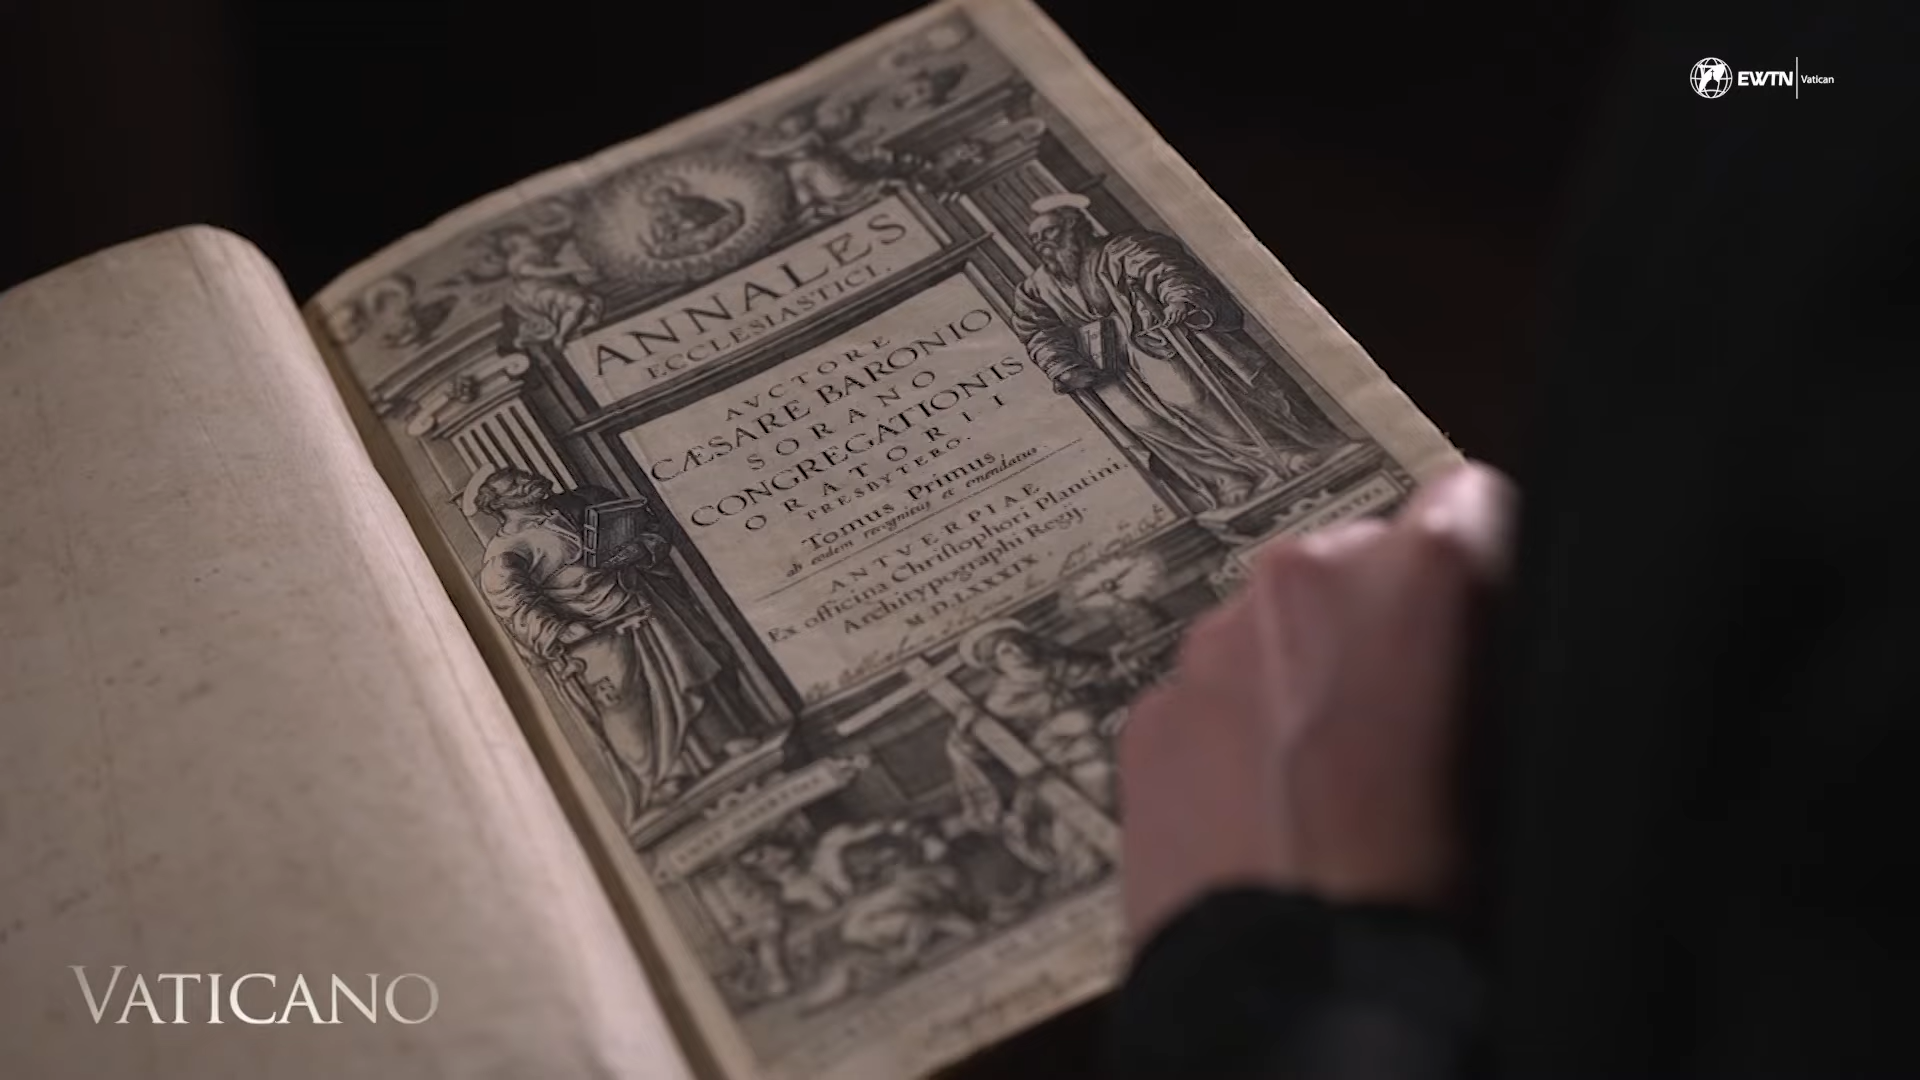 EWTN Vatican
ANNALES
ECCLESIASTICI.
AVCTORE
CÆSARE BARONIO
SORANO
CONGREGATIONIS
ORATORII
PRESBYTERO.
Tomus Primus,
ab eodem recognitus et emendatus.
ANTVERPIAE
Ex officina Christophori Plantini,
Architypographi Regij.
M.D.LXXXIX.
VATICANO